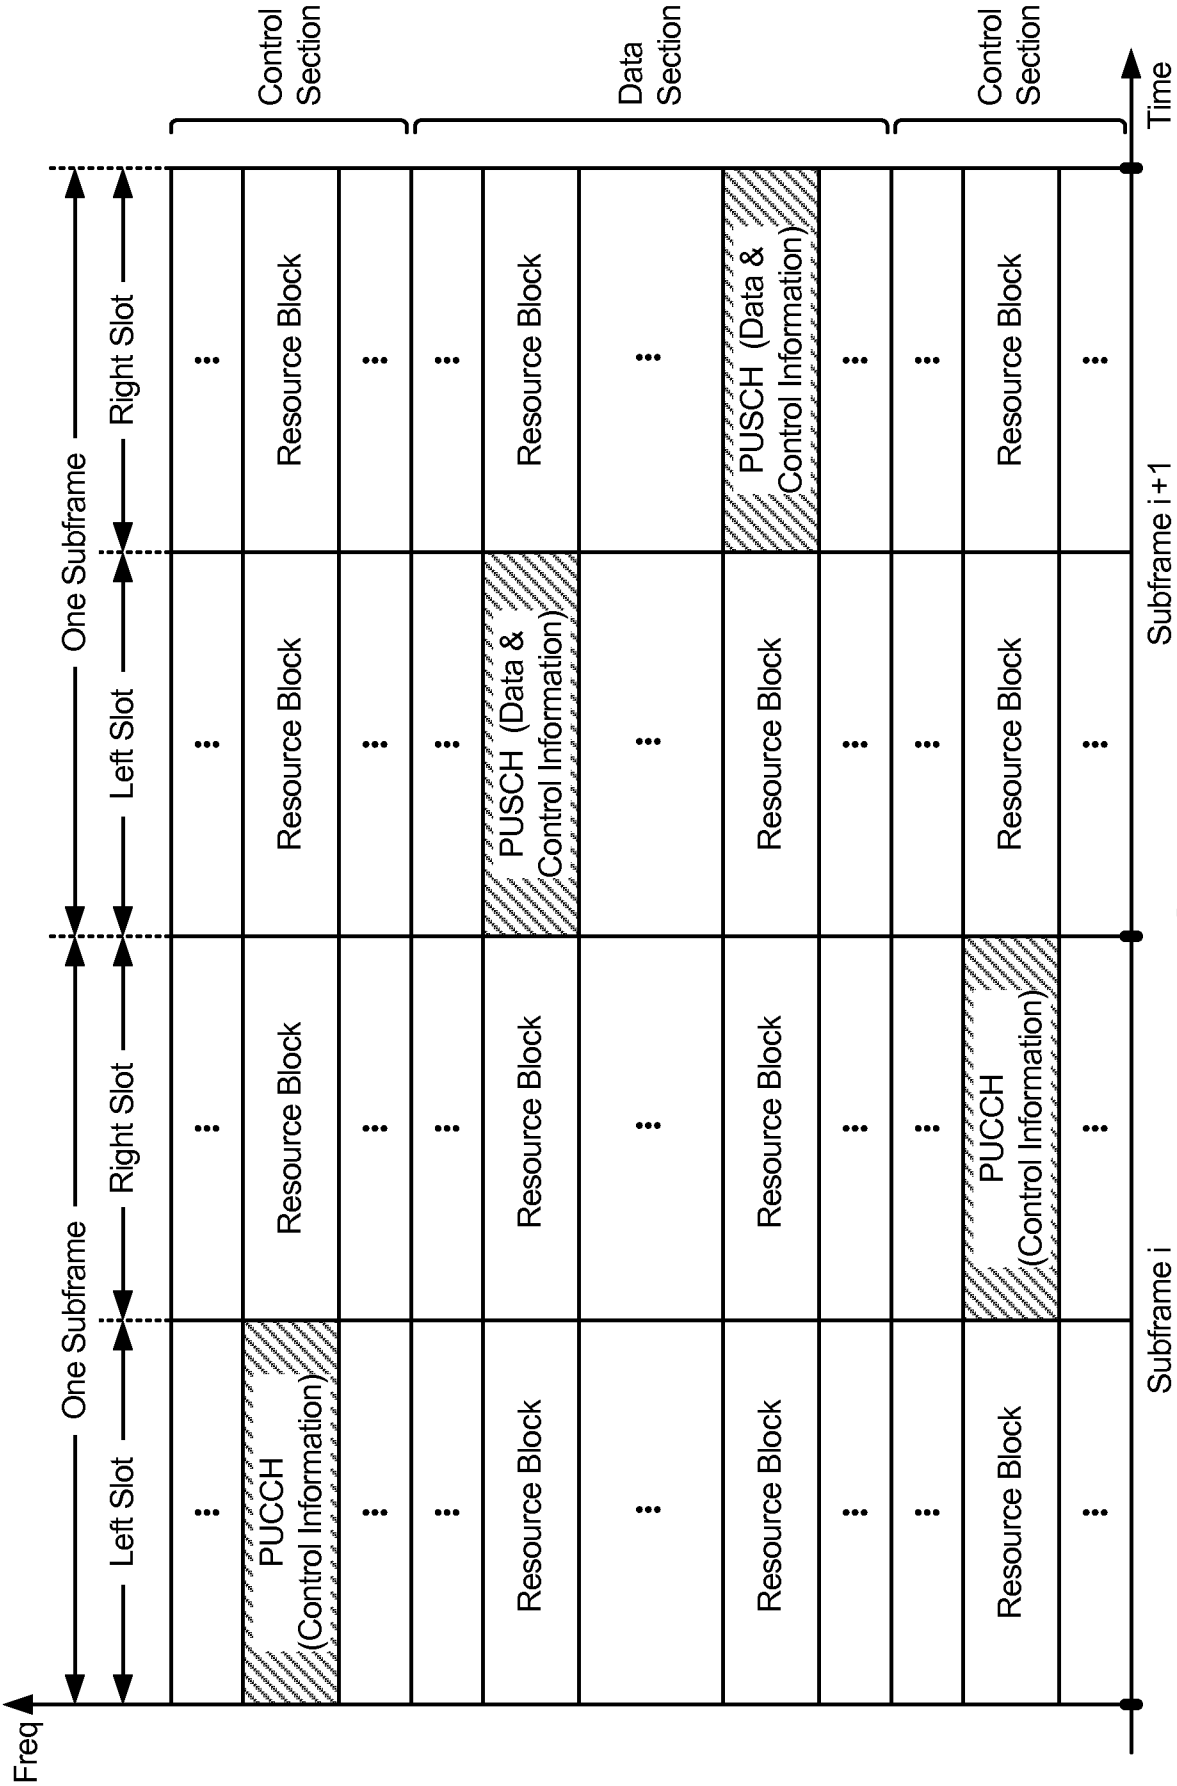 Freq
One Subframe
One Subframe
Left Slot
Right Slot
Left Slot
Right Slot
... ... ... ...
PUCCH
(Control Information)
Resource Block
Resource Block
Resource Block
Control
Section
... ... ... ...
... ... ... ...
Resource Block
Resource Block
PUSCH (Data &
Control Information)
Resource Block
... ... ... ...
Data
Section
Resource Block
Resource Block
Resource Block
PUSCH (Data &
Control Information)
... ... ... ...
... ... ... ...
Resource Block
PUCCH
(Control Information)
Resource Block
Resource Block
Control
Section
... ... ... ...
Subframe i
Subframe i +1
Time